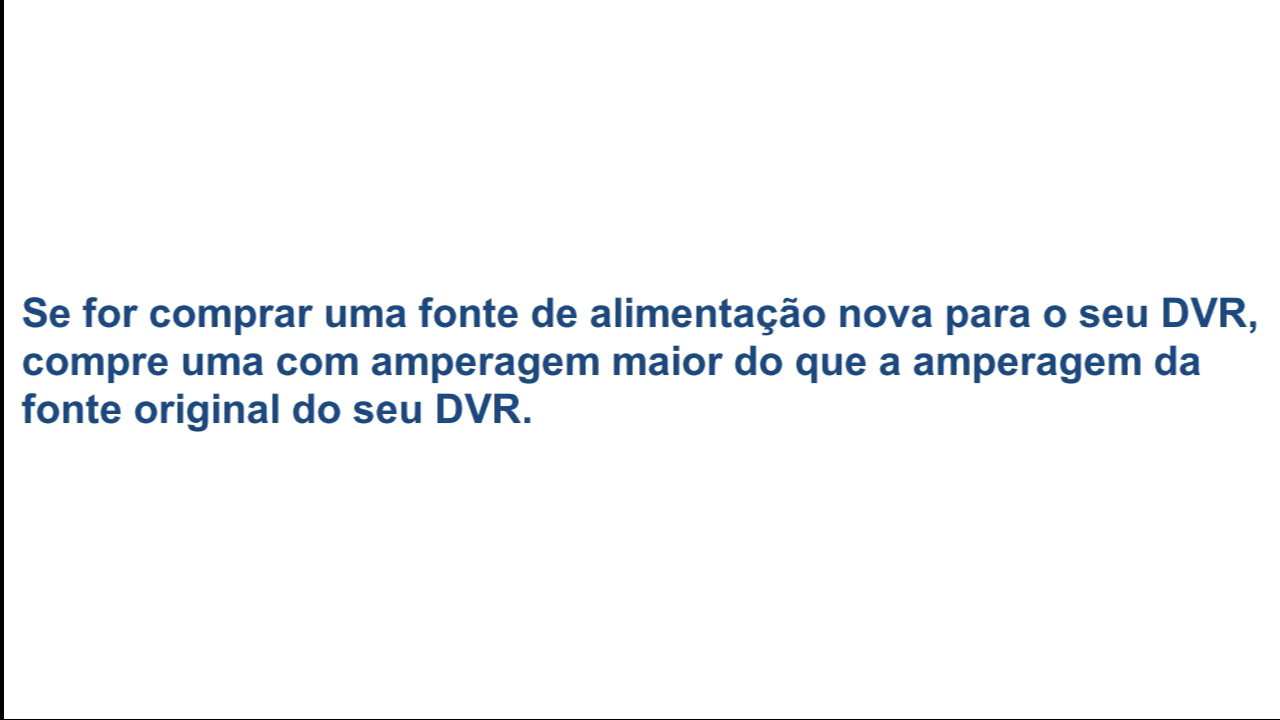 Se for comprar uma fonte de alimentação nova para o seu DVR,
compre uma com amperagem maior do que a amperagem da
fonte original do seu DVR.